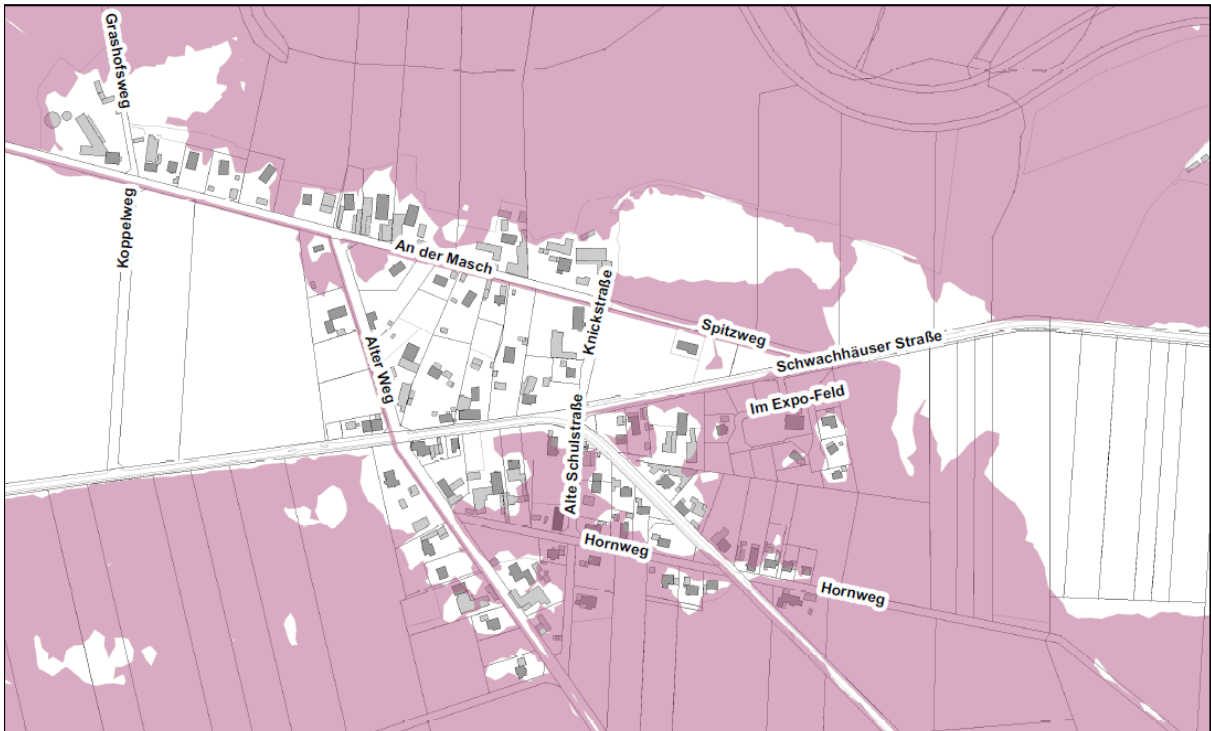 Grashofsweg
Koppelweg
An der Masch
Knickstraße
Spitzweg
Schwachhäuser Straße
Alter Weg
Im Expo-Feld
Alte Schulstraße
Hornweg
Hornweg